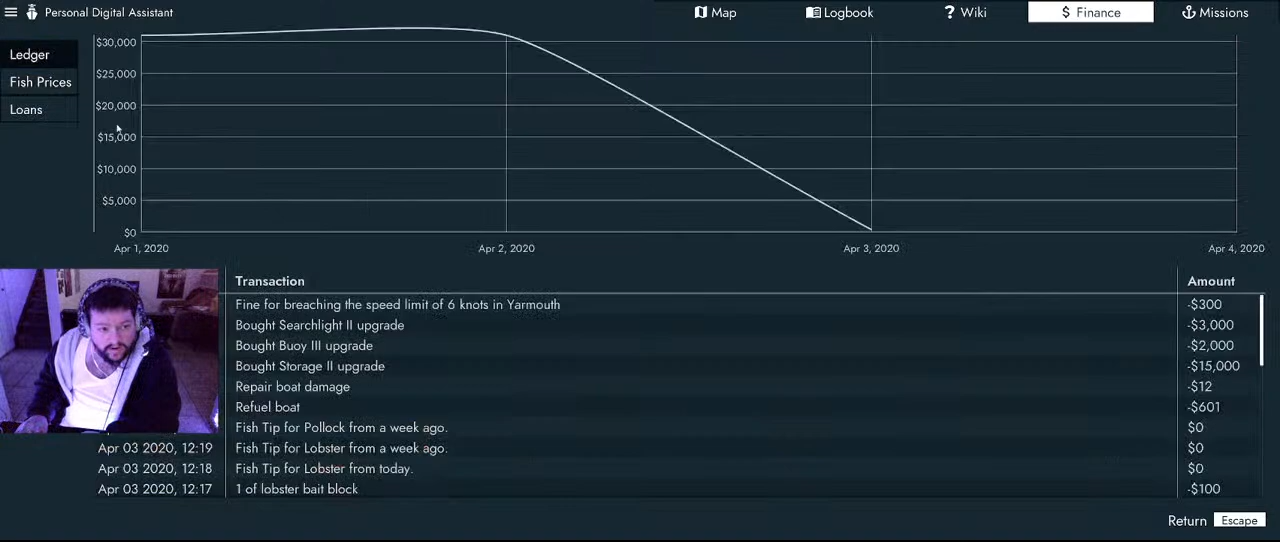 Personal Digital Assistant
Map
Logbook
? Wiki
$ Finance
Missions
Ledger
Fish Prices
Loans
$30,000
$25,000
$20,000
$15,000
$10,000
$5,000
$0
Apr 1, 2020
Apr 2, 2020
Apr 3, 2020
Apr 4, 2020
Transaction Amount
Fine for breaching the speed limit of 6 knots in Yarmouth -$300
Bought Searchlight II upgrade -$3,000
Bought Buoy III upgrade -$2,000
Bought Storage II upgrade -$15,000
Repair boat damage -$12
Refuel boat -$601
Fish Tip for Pollock from a week ago. $0
Apr 03 2020, 12:19 Fish Tip for Lobster from a week ago. $0
Apr 03 2020, 12:18 Fish Tip for Lobster from today. $0
Apr 03 2020, 12:17 1 of lobster bait block -$100
Return Escape